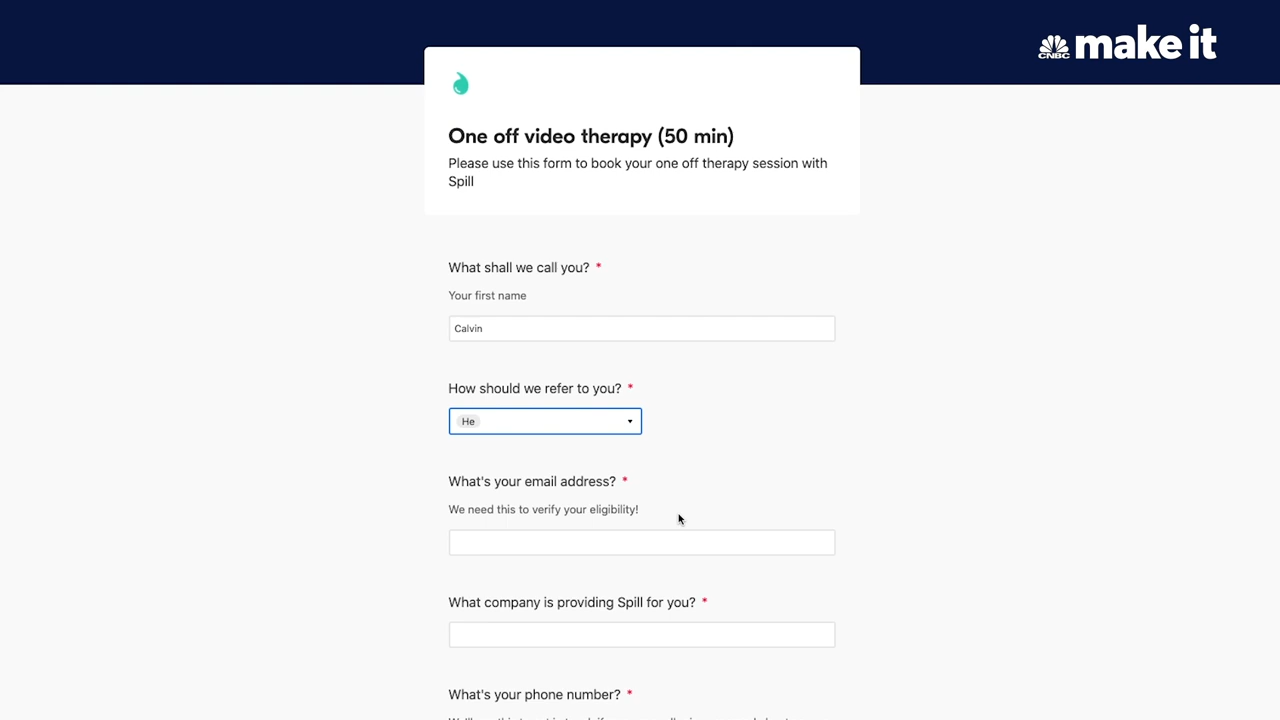 CNBC make it
One off video therapy (50 min)
Please use this form to book your one off therapy session with
Spill
What shall we call you? *
Your first name
Calvin
How should we refer to you? *
He
What's your email address? *
We need this to verify your eligibility!
What company is providing Spill for you? *
What's your phone number? *